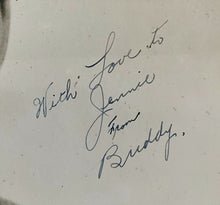 With Love to
Jennie
From
Buddy.